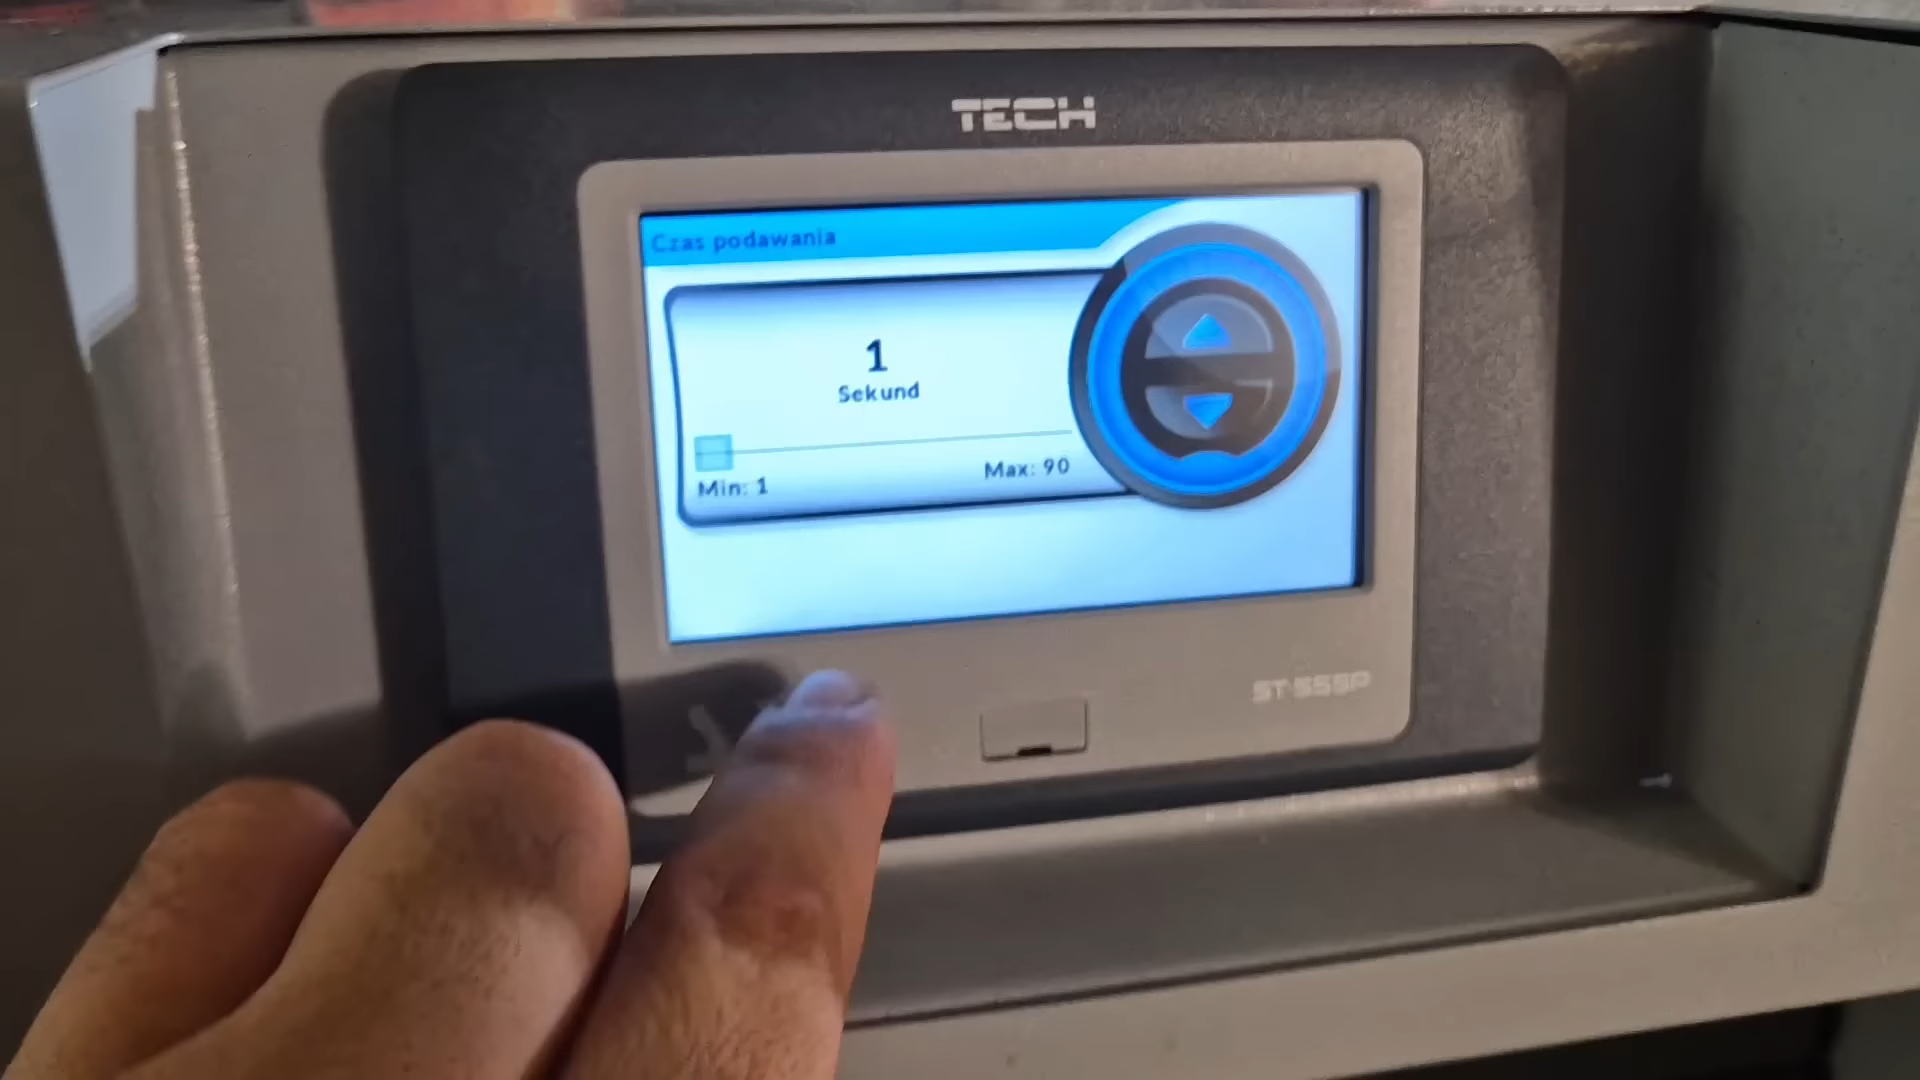 TECH
Czas podawania
1
Sekund
Min: 1
Max: 90
ST-555P